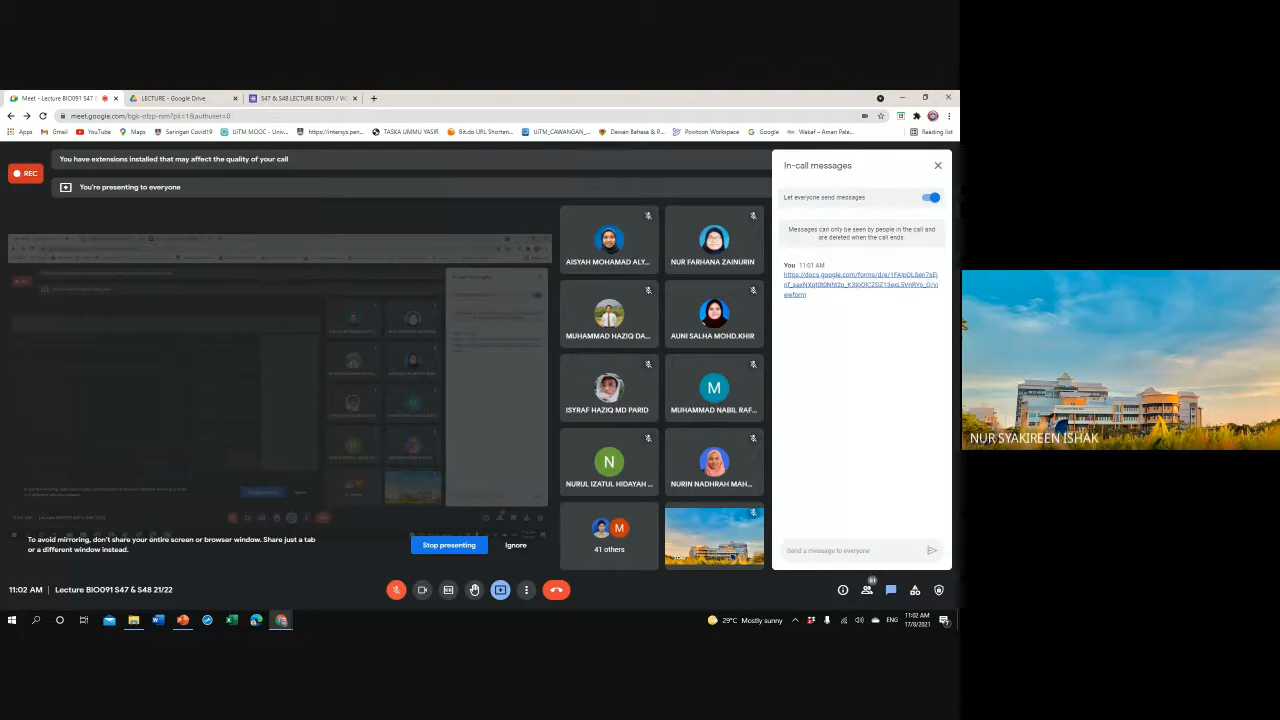 Meet - Lecture BIO091 S47
LECTURE - Google Drive
S47 & S48 LECTURE BIO091 / W
meet.google.com/bgk-afzp-rsm?pli=1&authuser=0
Apps
Gmail
YouTube
Maps
Saringan Covid19
UiTM MOOC - Univ...
https://intersys.pen...
TASKA UMMU YASIR
Bit.do URL Shorten...
UiTM_CAWANGAN_...
Dewan Bahasa & P...
Powtoon Workspace
Google
Wakaf – Aman Pale...
Reading list
You have extensions installed that may affect the quality of your call
REC
You're presenting to everyone
In-call messages
Let everyone send messages
Messages can only be seen by people in the call and
are deleted when the call ends.
You 11:01 AM
ewform
AISYAH MOHAMAD ALY...
NUR FARHANA ZAINURIN
MUHAMMAD HAZIQ DA...
AUNI SALHA MOHD.KHIR
ISYRAF HAZIQ MD PARID
M
MUHAMMAD NABIL RAF...
N
NURUL IZATUL HIDAYAH ...
NURIN NADHRAH MAH...
M
41 others
To avoid mirroring, don't share your entire screen or browser window. Share just a tab
or a different window instead.
Stop presenting
Ignore
Send a message to everyone
11:02 AM | Lecture BIO091 S47 & S48 21/22
61
29°C Mostly sunny
ENG
11:02 AM
17/8/2021
NUR SYAKIREEN ISHAK